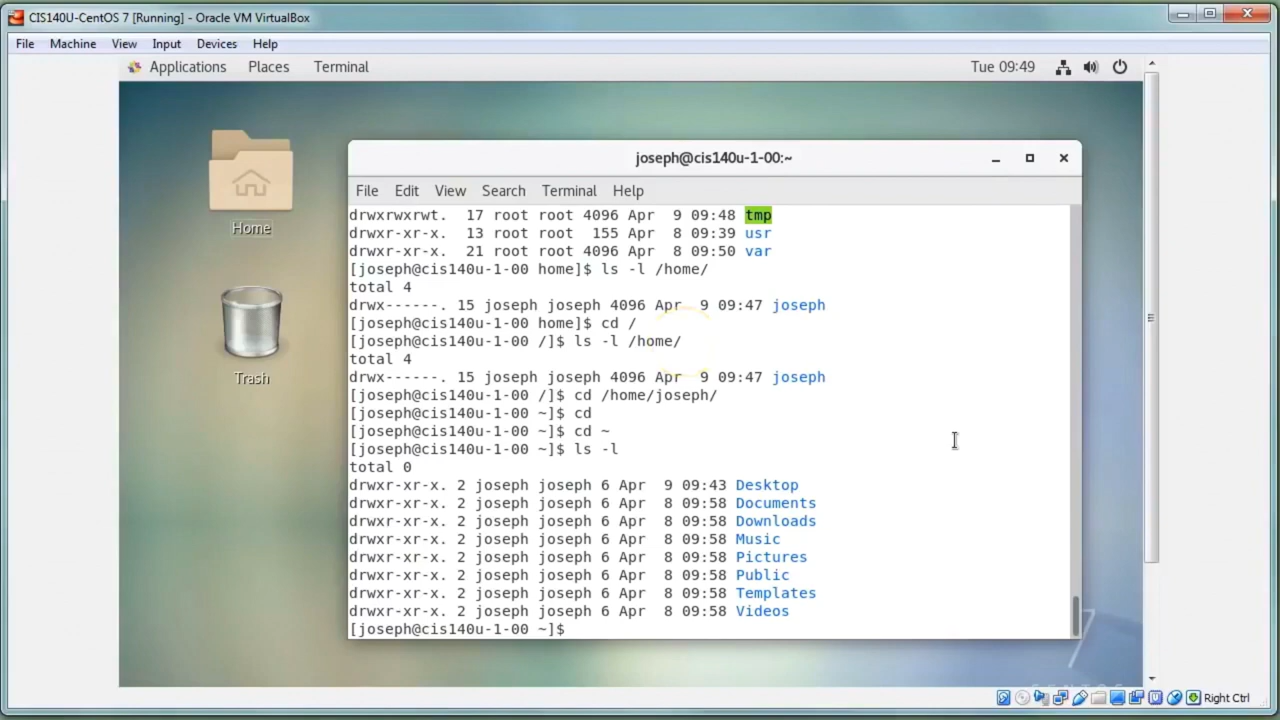 CIS140U-CentOS 7 [Running] - Oracle VM VirtualBox
File Machine View Input Devices Help
Applications Places Terminal Tue 09:49
Home
Trash
joseph@cis140u-1-00:~
File Edit View Search Terminal Help
drwxrwxrwt.  17 root root 4096 Apr  9 09:48 tmp
drwxr-xr-x.  13 root root  155 Apr  8 09:39 usr
drwxr-xr-x.  21 root root 4096 Apr  8 09:50 var
[joseph@cis140u-1-00 home]$ ls -l /home/
total 4
drwx------. 15 joseph joseph 4096 Apr  9 09:47 joseph
[joseph@cis140u-1-00 home]$ cd /
[joseph@cis140u-1-00 /]$ ls -l /home/
total 4
drwx------. 15 joseph joseph 4096 Apr  9 09:47 joseph
[joseph@cis140u-1-00 /]$ cd /home/joseph/
[joseph@cis140u-1-00 ~]$ cd
[joseph@cis140u-1-00 ~]$ cd ~
[joseph@cis140u-1-00 ~]$ ls -l
total 0
drwxr-xr-x. 2 joseph joseph 6 Apr  9 09:43 Desktop
drwxr-xr-x. 2 joseph joseph 6 Apr  8 09:58 Documents
drwxr-xr-x. 2 joseph joseph 6 Apr  8 09:58 Downloads
drwxr-xr-x. 2 joseph joseph 6 Apr  8 09:58 Music
drwxr-xr-x. 2 joseph joseph 6 Apr  8 09:58 Pictures
drwxr-xr-x. 2 joseph joseph 6 Apr  8 09:58 Public
drwxr-xr-x. 2 joseph joseph 6 Apr  8 09:58 Templates
drwxr-xr-x. 2 joseph joseph 6 Apr  8 09:58 Videos
[joseph@cis140u-1-00 ~]$
7
Right Ctrl